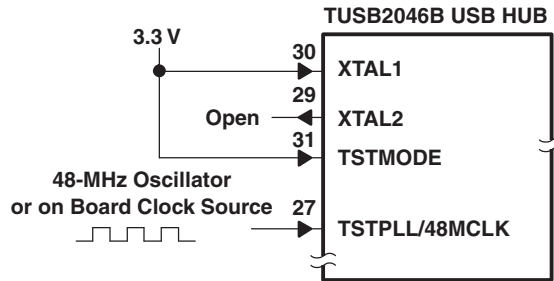 TUSB2046B USB HUB
3.3 V
30
XTAL1
29
Open
XTAL2
31
TSTMODE
48-MHz Oscillator
or on Board Clock Source
27
TSTPLL/48MCLK